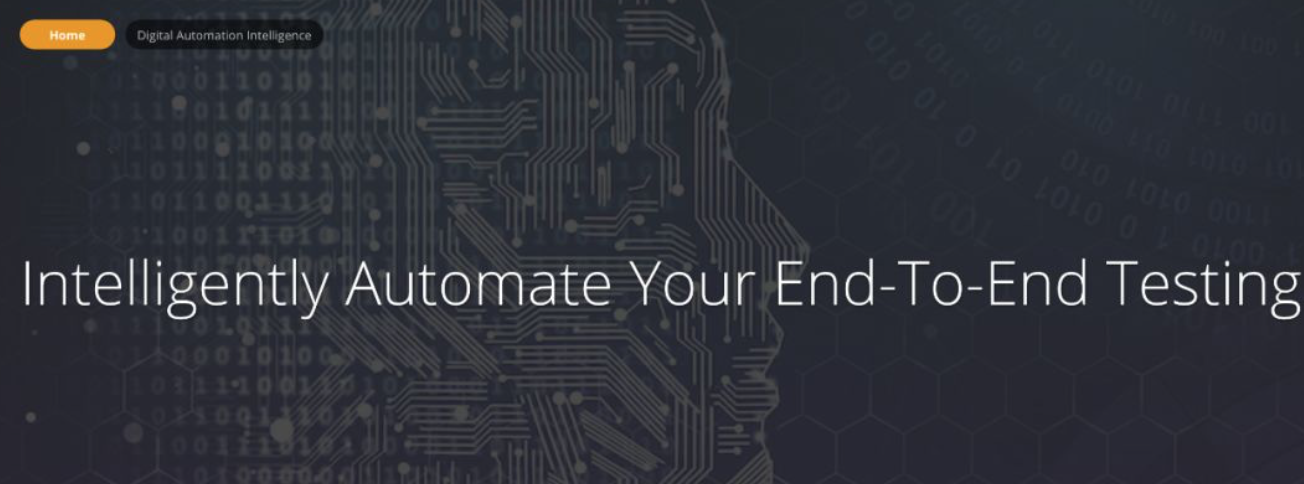 Home
Digital Automation Intelligence
Intelligently Automate Your End-To-End Testing